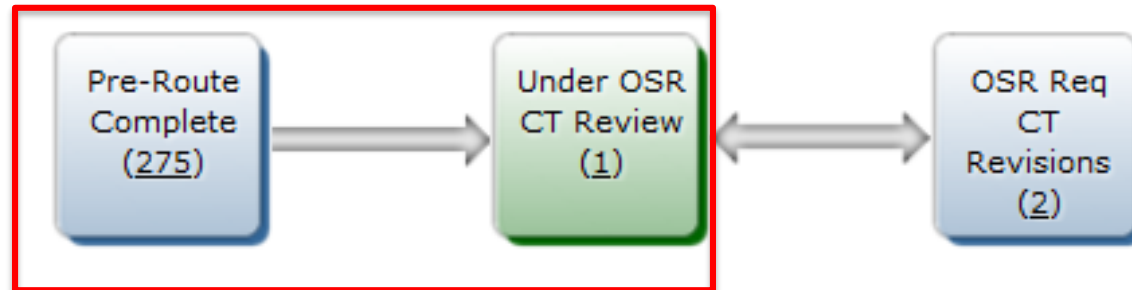 Pre-Route
Complete
(275)
Under OSR
CT Review
(1)
OSR Req
CT
Revisions
(2)